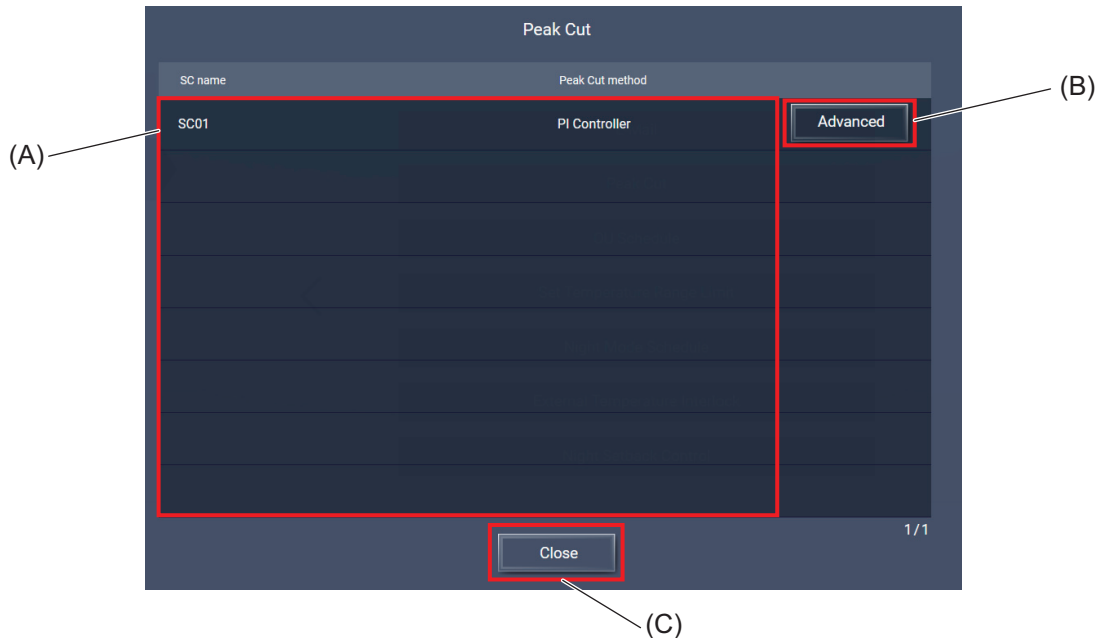 Peak Cut
SC name Peak Cut method
(B)
SC01 PI Controller Advanced
(A)
1/1
Close
(C)